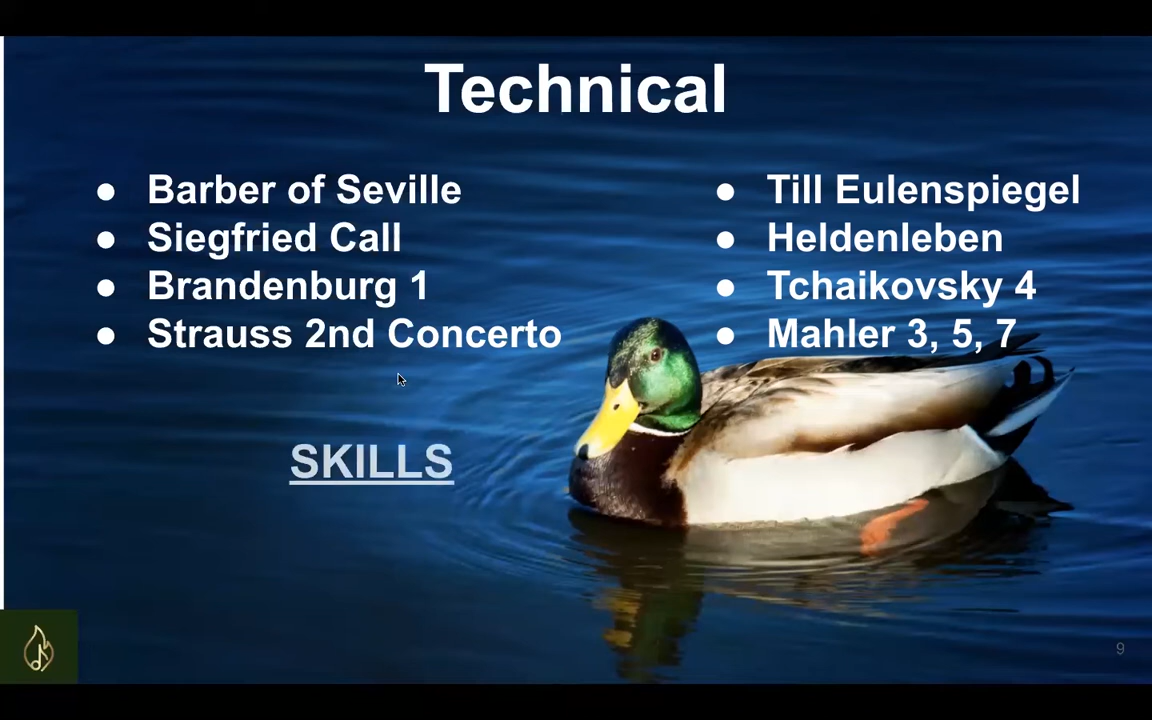 Technical
● Barber of Seville
● Siegfried Call
● Brandenburg 1
● Strauss 2nd Concerto
● Till Eulenspiegel
● Heldenleben
● Tchaikovsky 4
● Mahler 3, 5, 7
SKILLS
9